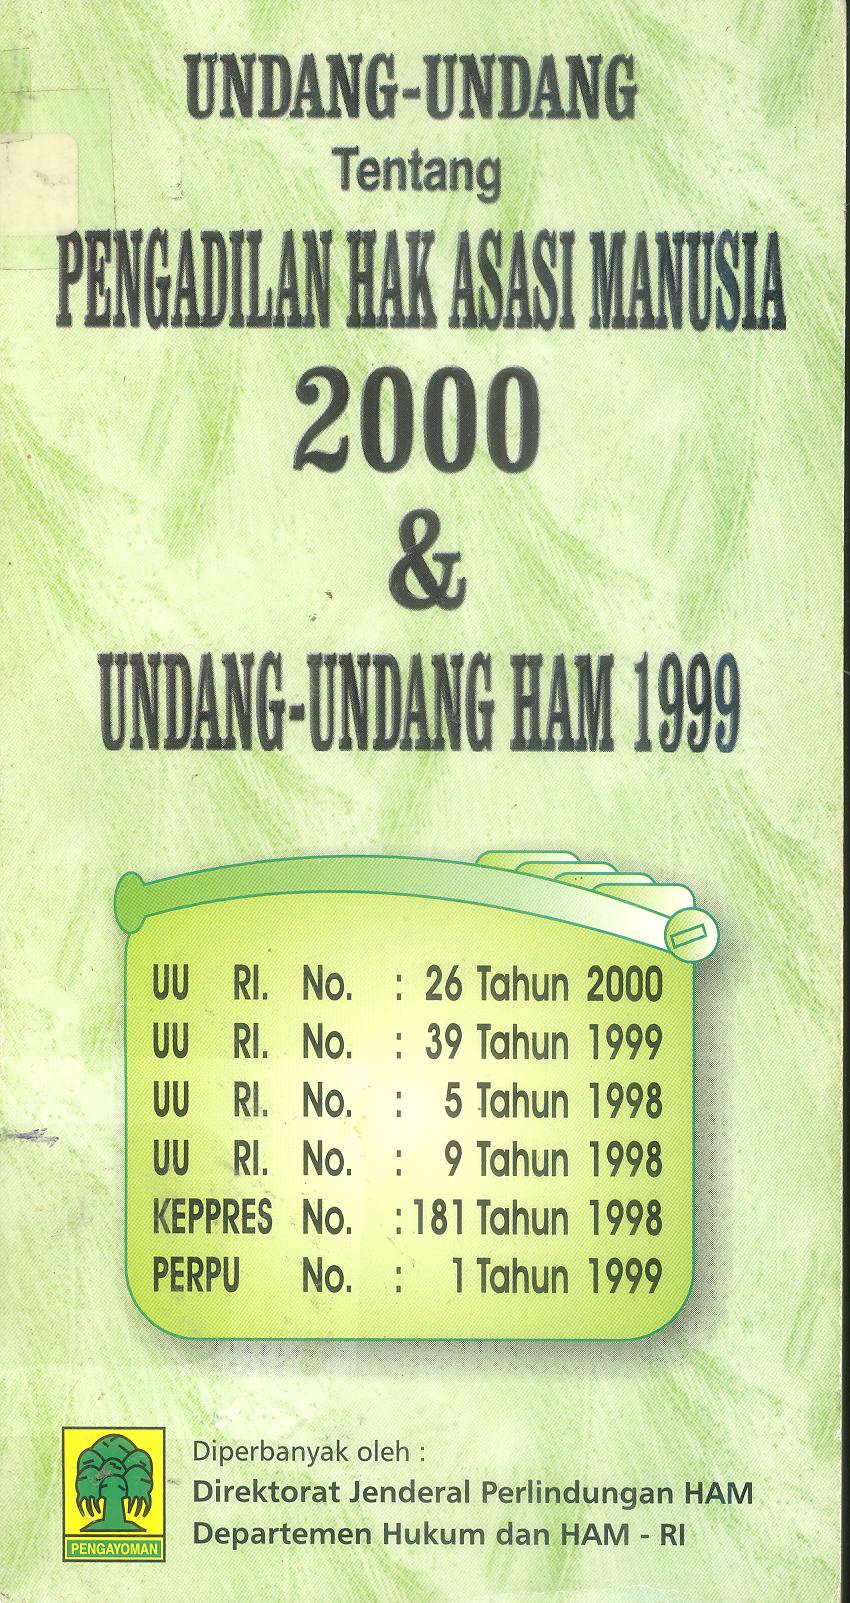 UNDANG-UNDANG
Tentang
PENGADILAN HAK ASASI MANUSIA
2000
&
UNDANG-UNDANG HAM 1999
UU RI. No. : 26 Tahun 2000
UU RI. No. : 39 Tahun 1999
UU RI. No. : 5 Tahun 1998
UU RI. No. : 9 Tahun 1998
KEPPRES No. : 181 Tahun 1998
PERPU No. : 1 Tahun 1999
Diperbanyak oleh :
Direktorat Jenderal Perlindungan HAM
Departemen Hukum dan HAM - RI
PENGAYOMAN